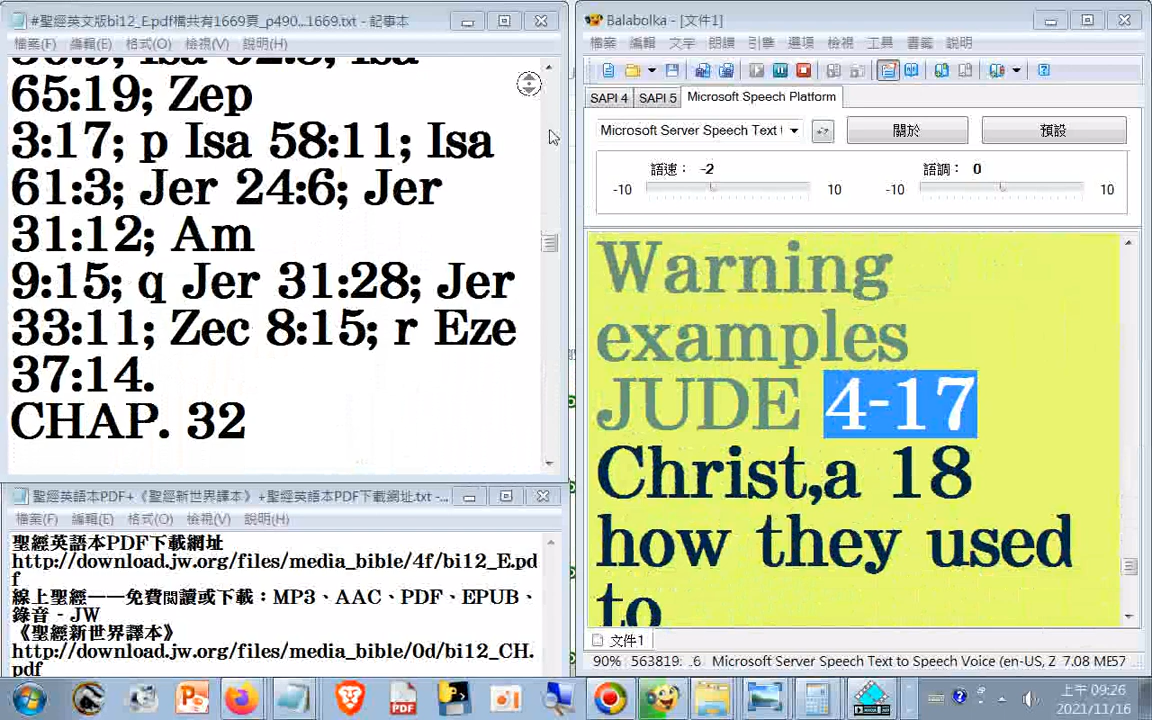 #聖經英文版bi12_E.pdf檔共有1669頁_p490...1669.txt - 記事本
檔案(F) 編輯(E) 格式(O) 檢視(V) 說明(H)
65:19; Zep
3:17; p Isa 58:11; Isa
61:3; Jer 24:6; Jer
31:12; Am
9:15; q Jer 31:28; Jer
33:11; Zec 8:15; r Eze
37:14.
CHAP. 32
聖經英語本PDF+《聖經新世界譯本》+聖經英語本PDF下載網址.txt -...
檔案(F) 編輯(E) 格式(O) 檢視(V) 說明(H)
聖經英語本PDF下載網址
http://download.jw.org/files/media_bible/4f/bi12_E.pd
f
線上聖經——免費閱讀或下載：MP3、AAC、PDF、EPUB、
錄音 - JW
《聖經新世界譯本》
http://download.jw.org/files/media_bible/0d/bi12_CH.
pdf
Balabolka - [文件1]
檔案 編輯 文字 朗讀 引擎 選項 檢視 工具 書籤 說明
SAPI 4 SAPI 5 Microsoft Speech Platform
Microsoft Server Speech Text 關於 預設
語速： -2 語調： 0
-10 10 -10 10
Warning
examples
JUDE 4-17
Christ,a 18
how they used
to
文件1
90% 563819: .6 Microsoft Server Speech Text to Speech Voice (en-US, Z 7.08 ME57
PDF
上午 09:26
2021/11/16